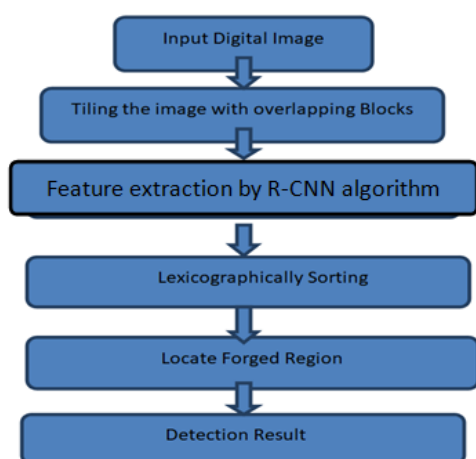 Input Digital Image
Tiling the image with overlapping Blocks
Feature extraction by R-CNN algorithm
Lexicographically Sorting
Locate Forged Region
Detection Result